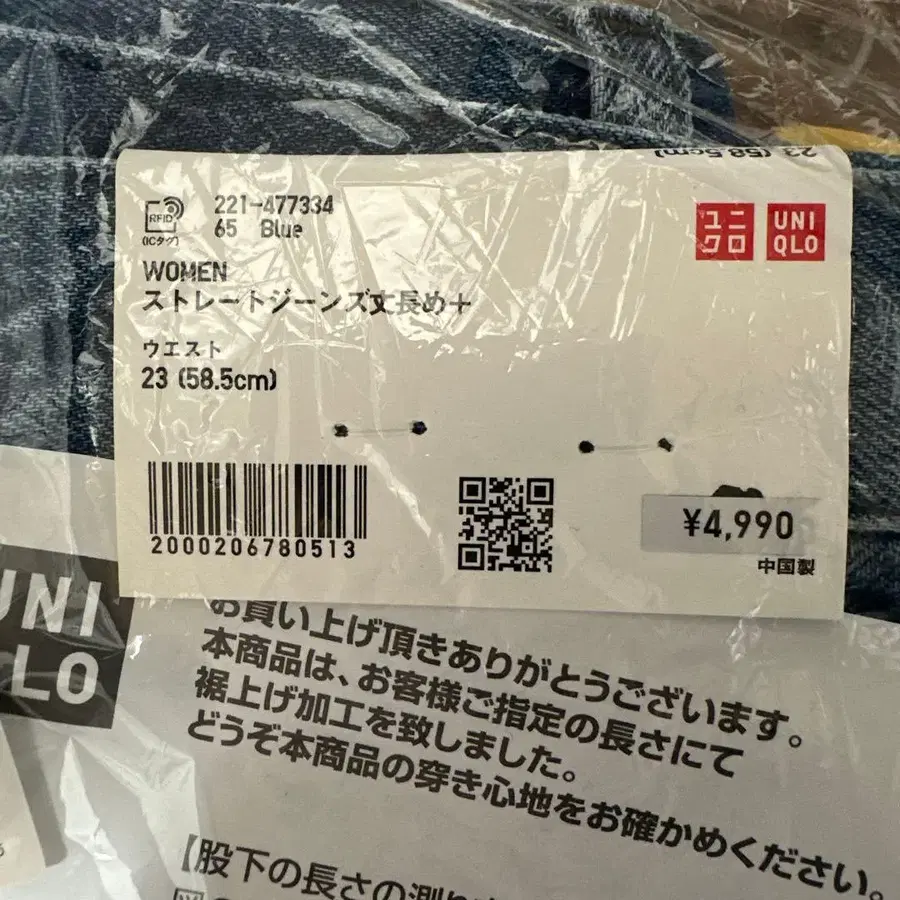 23 (58.5cm)
RFID
(ICタグ)
221-477334
65 Blue
ユニ
クロ
UNI
QLO
WOMEN
ストレートジーンズ丈長め+
ウエスト
23 (58.5cm)
2000206780513
¥4,990
中国製
UNI
QLO
お買い上げ頂きありがとうございます。
本商品は、お客様ご指定の長さにて
裾上げ加工を致しました。
どうぞ本商品の穿き心地をお確かめください。
【股下の長さの測り